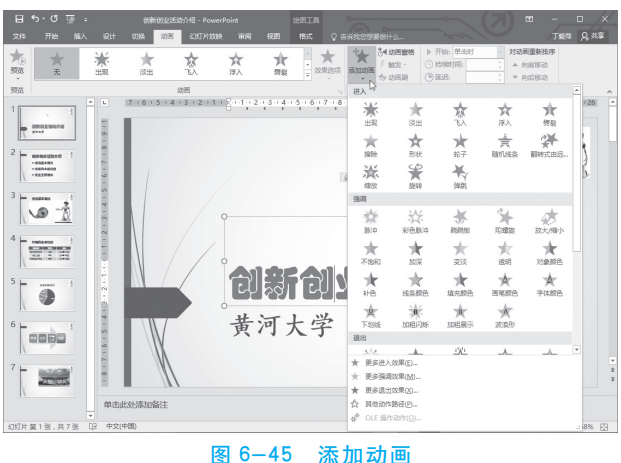 创新创业活动介绍 - PowerPoint
绘图工具
文件 开始 插入 设计 切换 动画 幻灯片放映 审阅 视图 格式 告诉我您想要做什么... 丁爱萍 共享
预览 无 出现 淡出 飞入 浮入 劈裂 效果选项 添加动画
动画窗格 触发 动画刷
开始: 单击时
持续时间:
延迟:
对动画重新排序
向前移动
向后移动
预览 动画
进入
出现 淡出 飞入 浮入 劈裂
擦除 形状 轮子 随机线条 翻转式由远...
缩放 旋转 弹跳
强调
脉冲 彩色脉冲 跷跷板 陀螺旋 放大/缩小
不饱和 加深 变淡 透明 对象颜色
补色 线条颜色 填充颜色 画笔颜色 字体颜色
下划线 加粗闪烁 加粗展示 波浪形
退出
更多进入效果(E)...
更多强调效果(M)...
更多退出效果(X)...
其他动作路径(P)...
OLE 操作动作(O)...
1
2
3
4
5
6
7
创新创业
黄河大学
单击此处添加备注
幻灯片 第 1 张，共 7 张 中文(中国)
图 6–45 添加动画